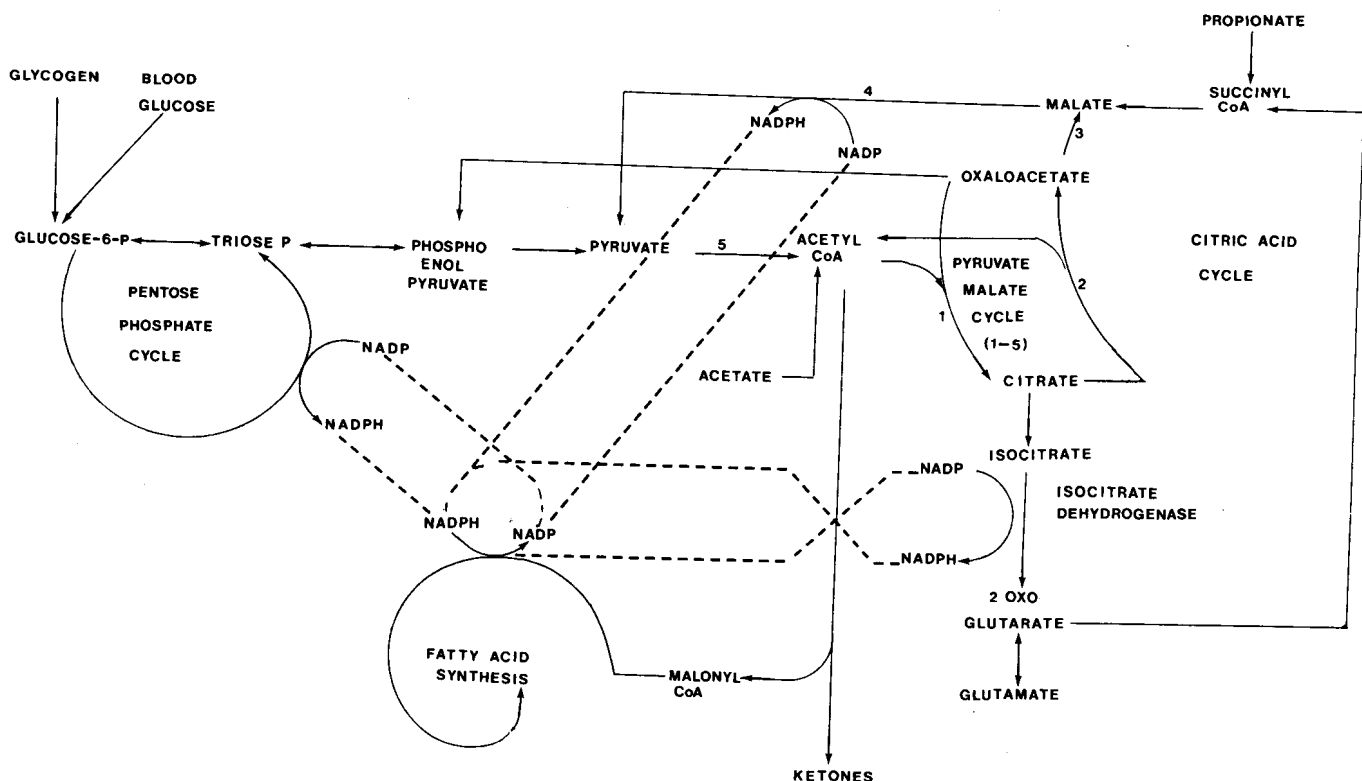 PROPIONATE
GLYCOGEN
BLOOD
GLUCOSE
4
MALATE
SUCCINYL
CoA
NADPH
3
NADP
OXALOACETATE
GLUCOSE-6-P
TRIOSE P
PHOSPHO
ENOL
PYRUVATE
PYRUVATE
5
ACETYL
CoA
CITRIC ACID
CYCLE
PYRUVATE
MALATE
CYCLE
(1-5)
1
2
PENTOSE
PHOSPHATE
CYCLE
NADP
ACETATE
CITRATE
NADPH
ISOCITRATE
NADP
ISOCITRATE
DEHYDROGENASE
NADPH
NADP
NADPH
2 OXO
GLUTARATE
FATTY ACID
SYNTHESIS
MALONYL
CoA
GLUTAMATE
KETONES